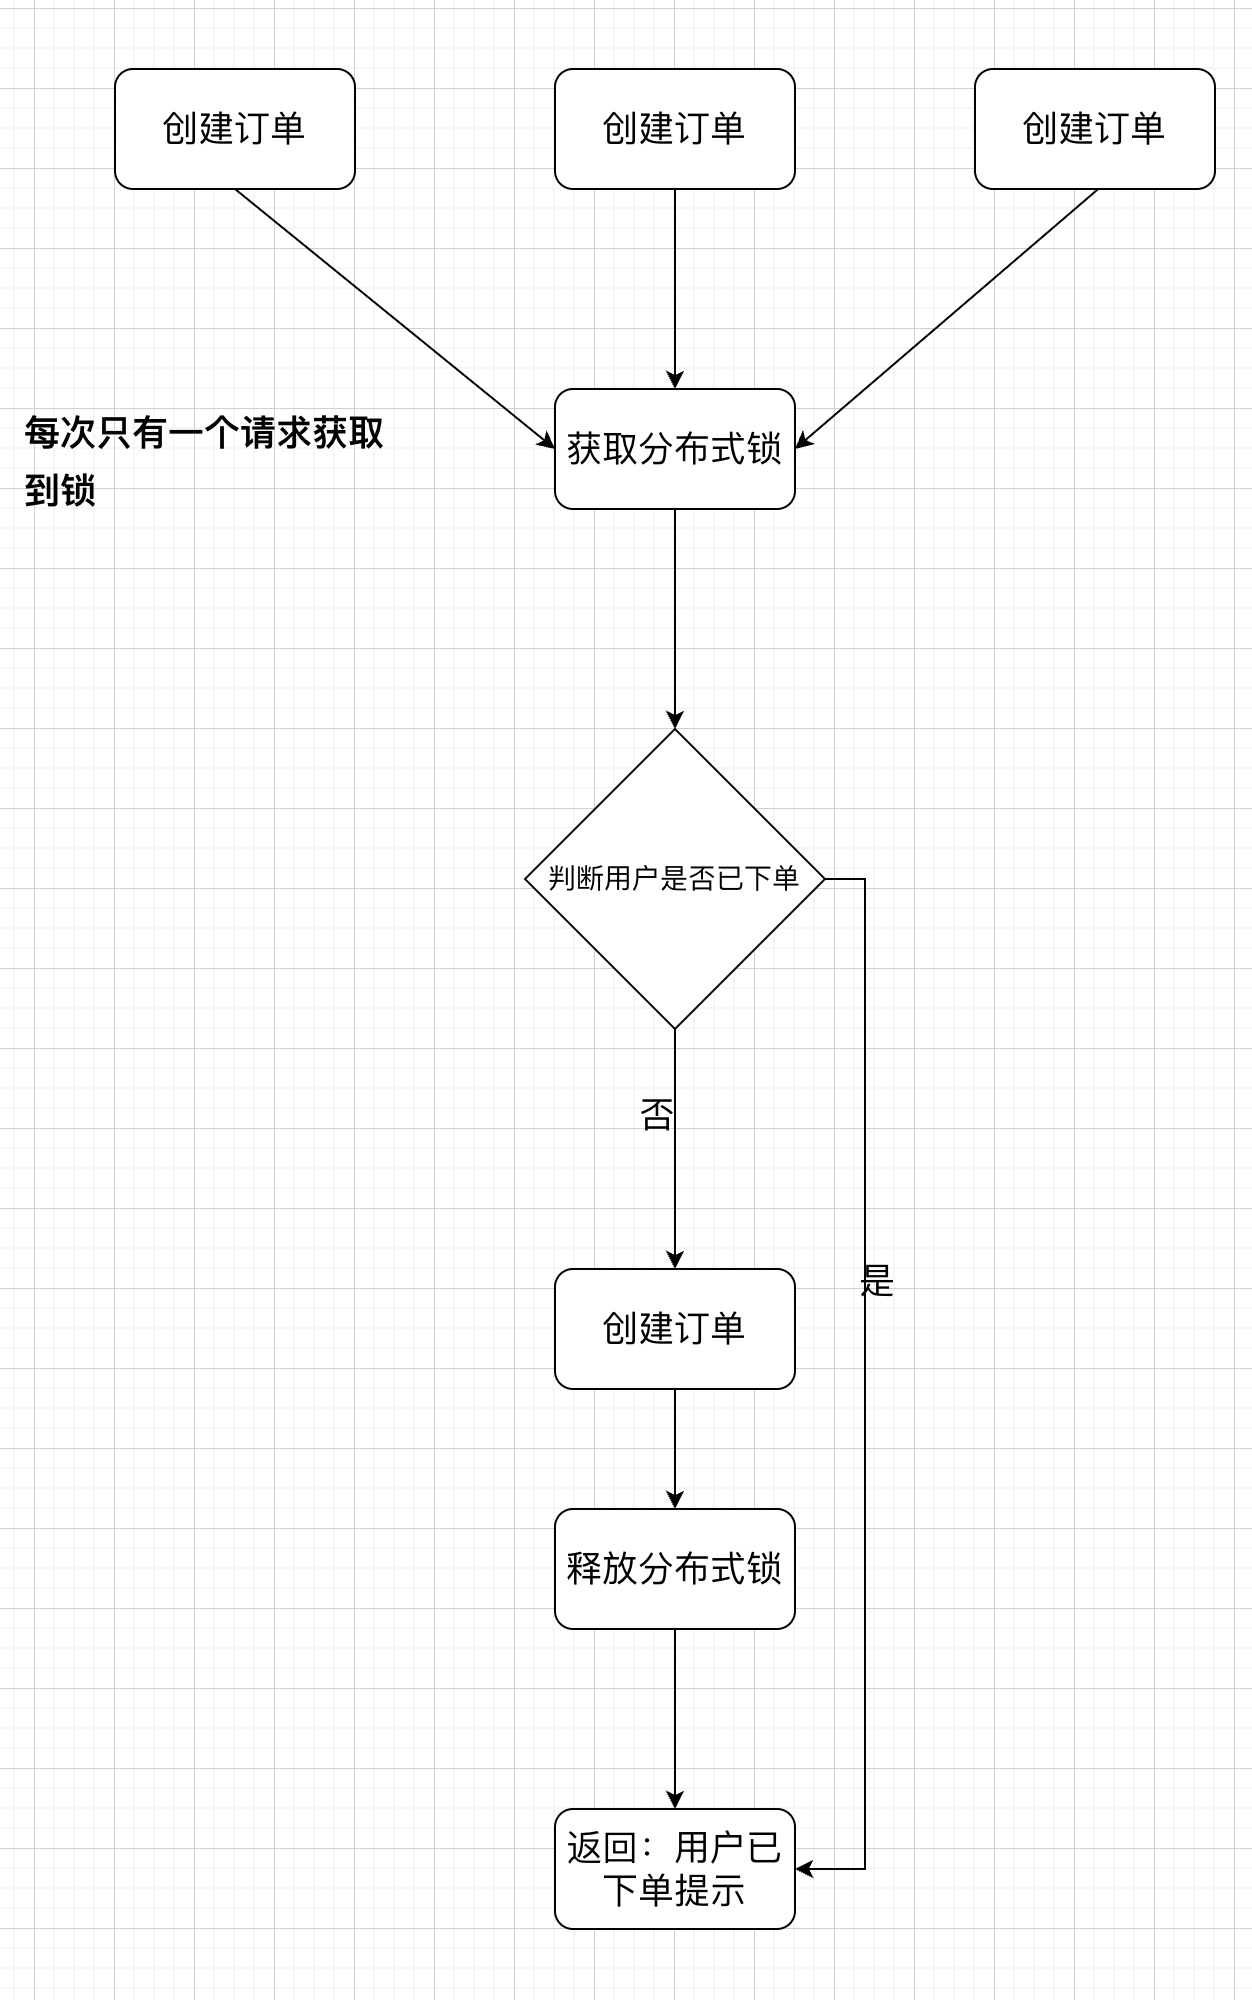 创建订单
创建订单
创建订单
每次只有一个请求获取
到锁
获取分布式锁
判断用户是否已下单
否
是
创建订单
释放分布式锁
返回：用户已
下单提示